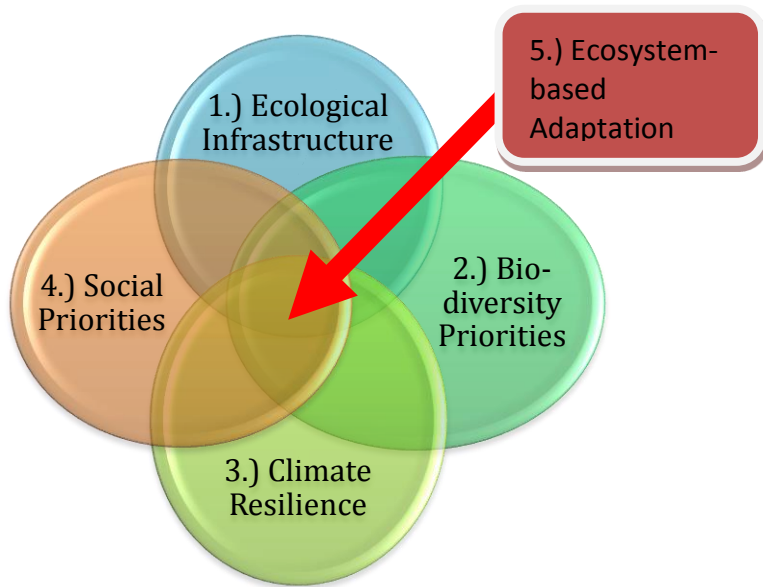 1.) Ecological
Infrastructure
2.) Bio-
diversity
Priorities
3.) Climate
Resilience
4.) Social
Priorities
5.) Ecosystem-
based
Adaptation